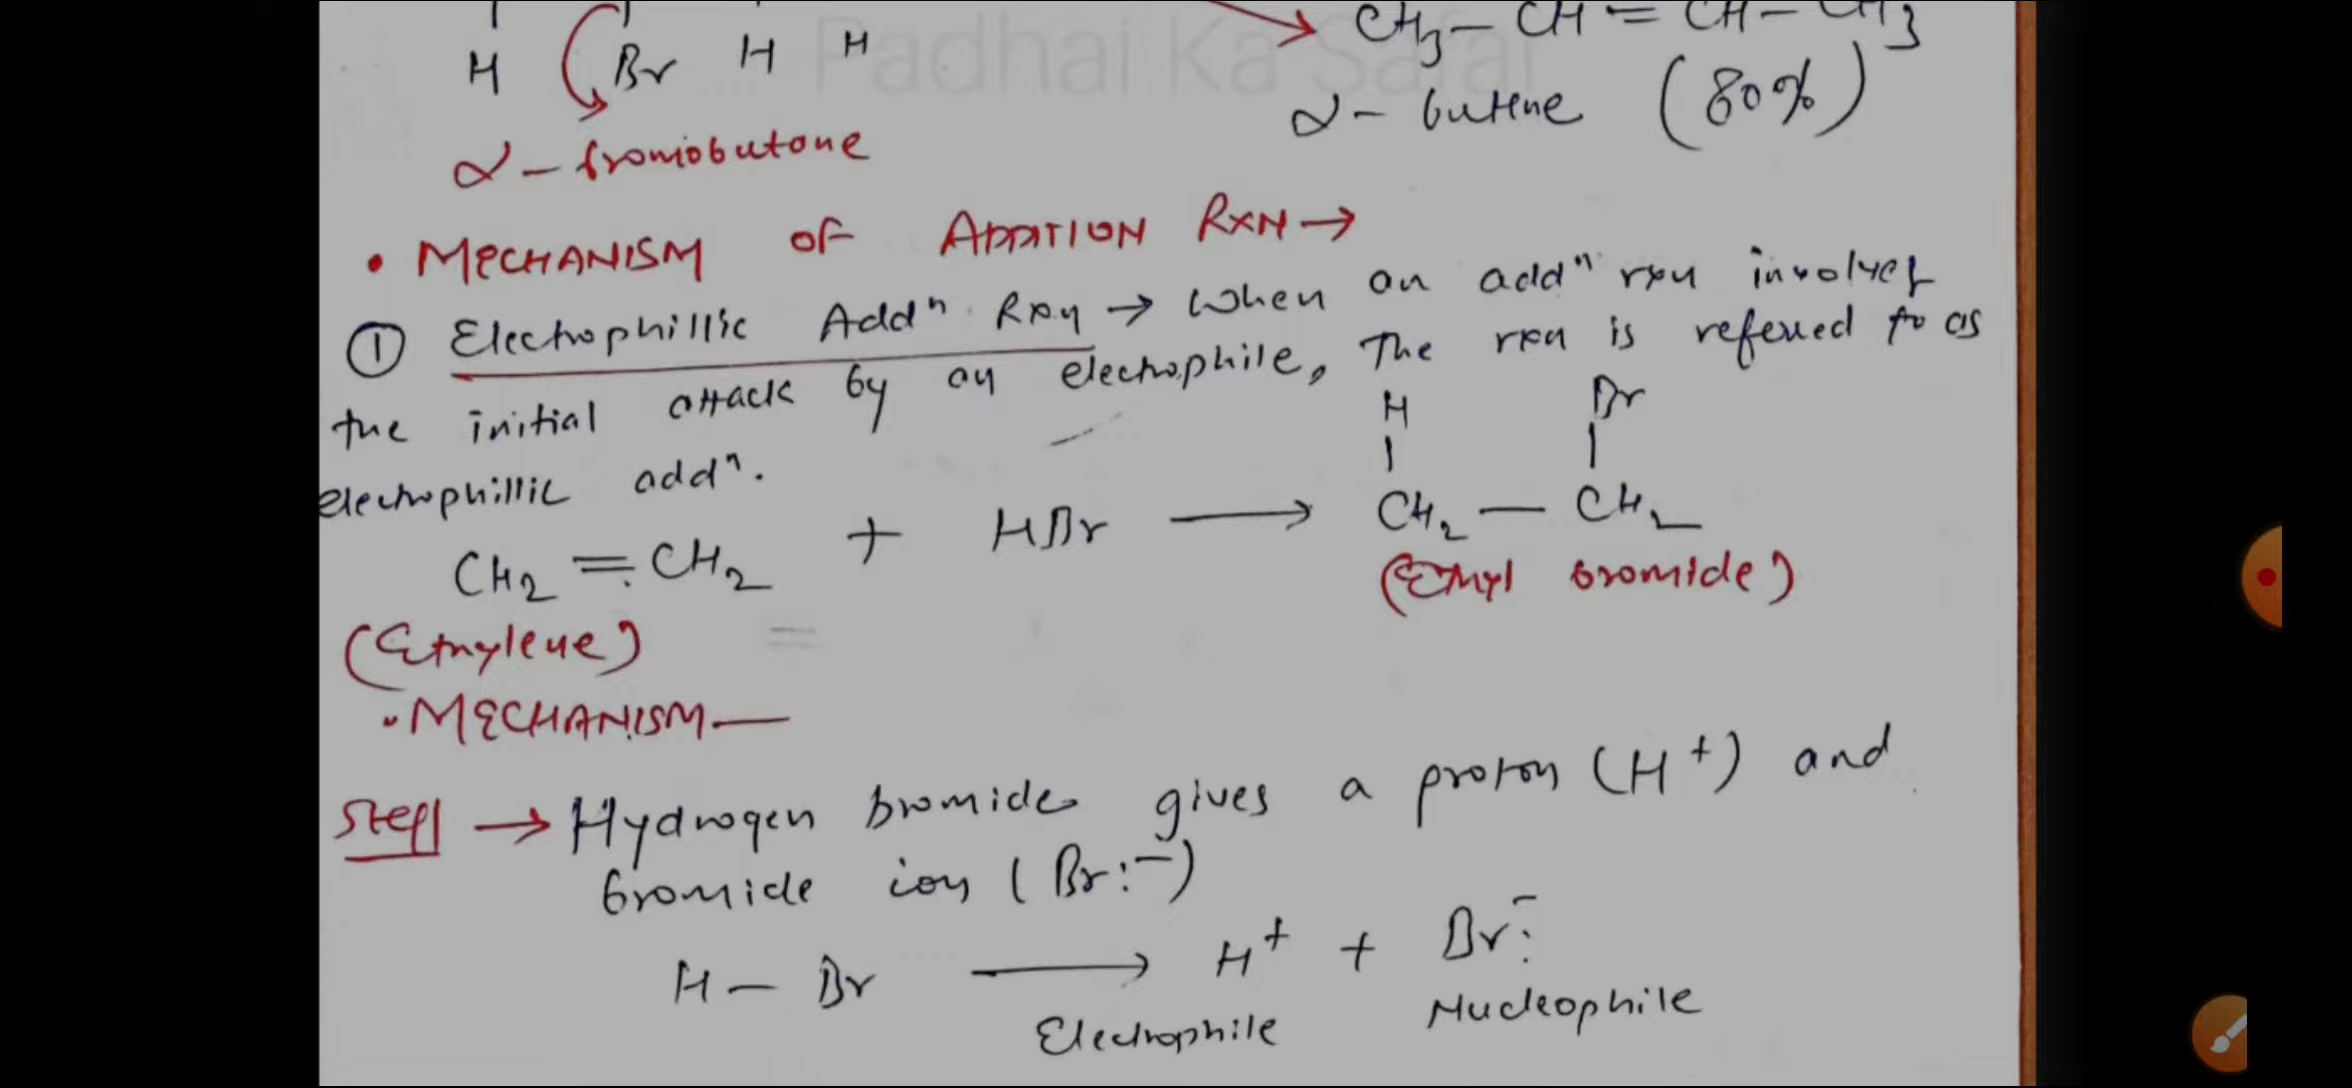 CH3 — CH = CH — CH3
H Br H H
Padhai Ka Safar
α - butene (80%)
α - bromobutane
• MECHANISM OF ADDITION RXN →
① Electrophillic Addⁿ Rxn → When an addⁿ rxn involves
the initial attack by an electrophile, The rxn is refered to as
electrophillic addⁿ.
H Br
CH2 = CH2 + HBr → CH2 — CH2
(Ethylene) (Ethyl bromide)
• MECHANISM —
Step1 → Hydrogen bromide gives a proton (H⁺) and
bromide ion (Br:⁻)
H — Br → H⁺ + Br:⁻
Electrophile Nucleophile